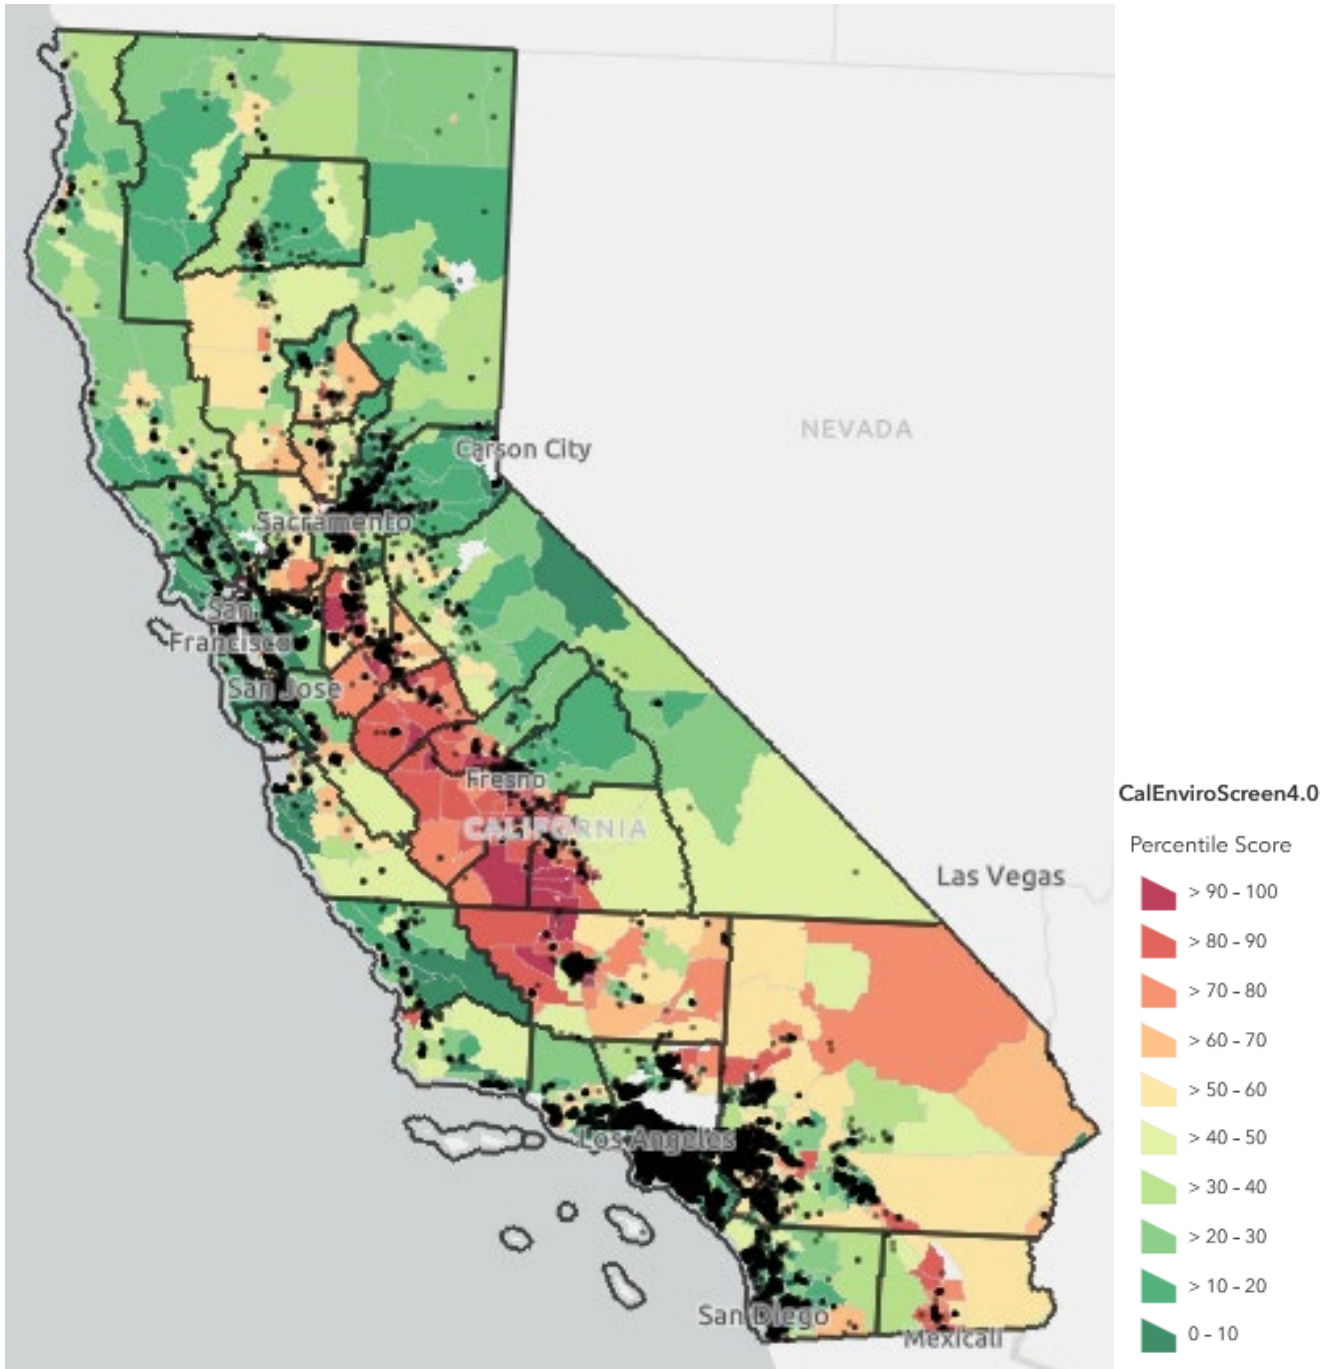 NEVADA
Carson City
Sacramento
San
Francisco
San Jose
Fresno
CALIFORNIA
Las Vegas
Los Angeles
San Diego
Mexicali
CalEnviroScreen4.0
Percentile Score
> 90 - 100
> 80 - 90
> 70 - 80
> 60 - 70
> 50 - 60
> 40 - 50
> 30 - 40
> 20 - 30
> 10 - 20
0 - 10